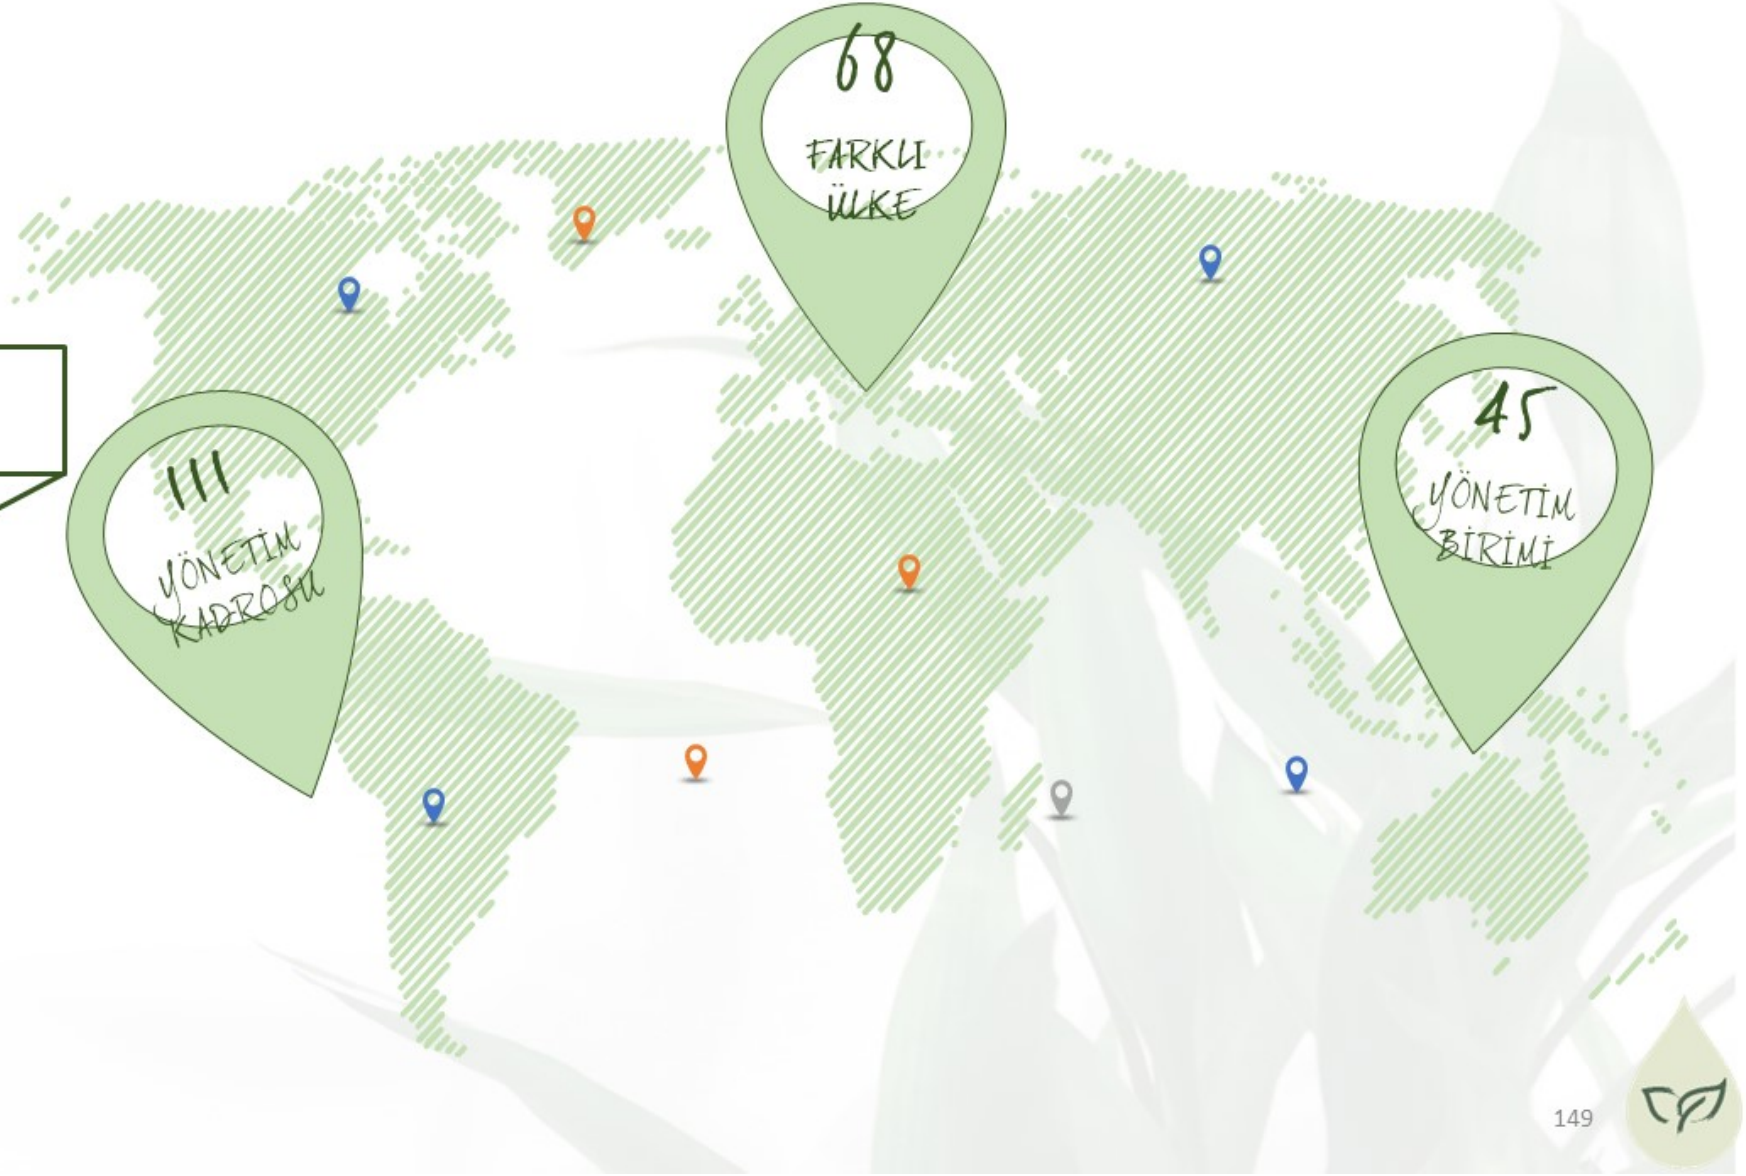 68
FARKLI
ÜLKE
111
YÖNETİM
KADROSU
45
YÖNETİM
BİRİMİ
149